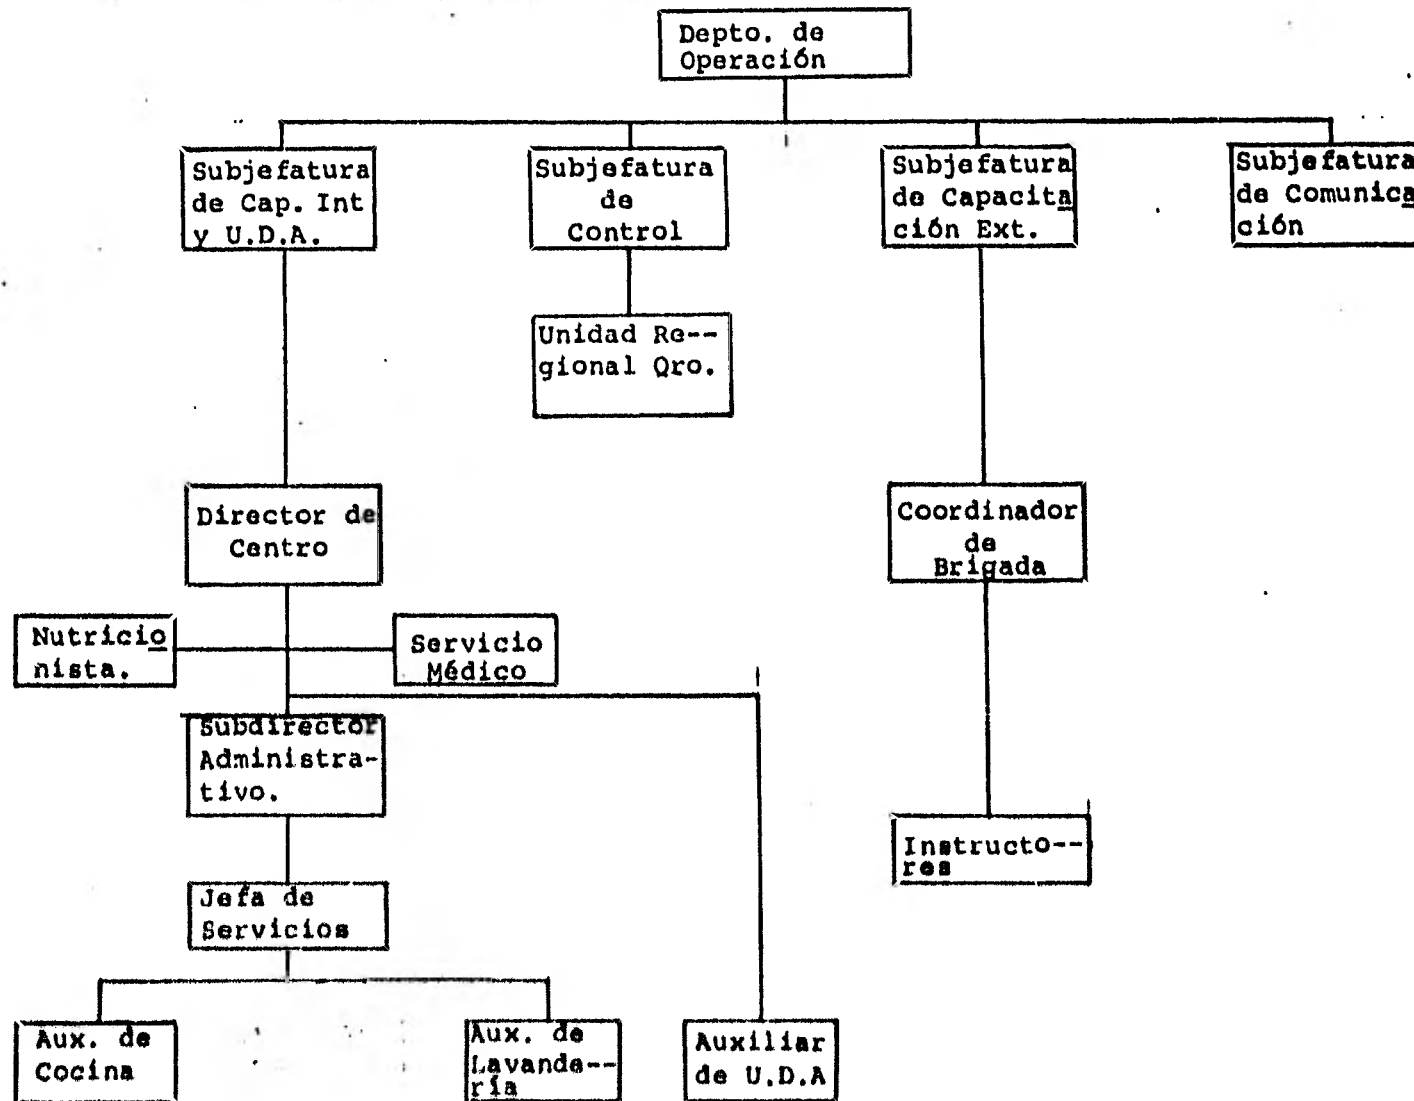 Depto. de
Operación
Subjefatura
de Cap. Int
y U.D.A.
Subjefatura
de
Control
Subjefatura
de Capacita
ción Ext.
Subjefatura
de Comunica
ción
Unidad Re--
gional Qro.
Director de
Centro
Coordinador
de
Brigada
Nutricio
nista.
Servicio
Médico
Subdirector
Administra-
tivo.
Instructo--
res
Jefa de
Servicios
Aux. de
Cocina
Aux. de
Lavande--
ría
Auxiliar
de U.D.A